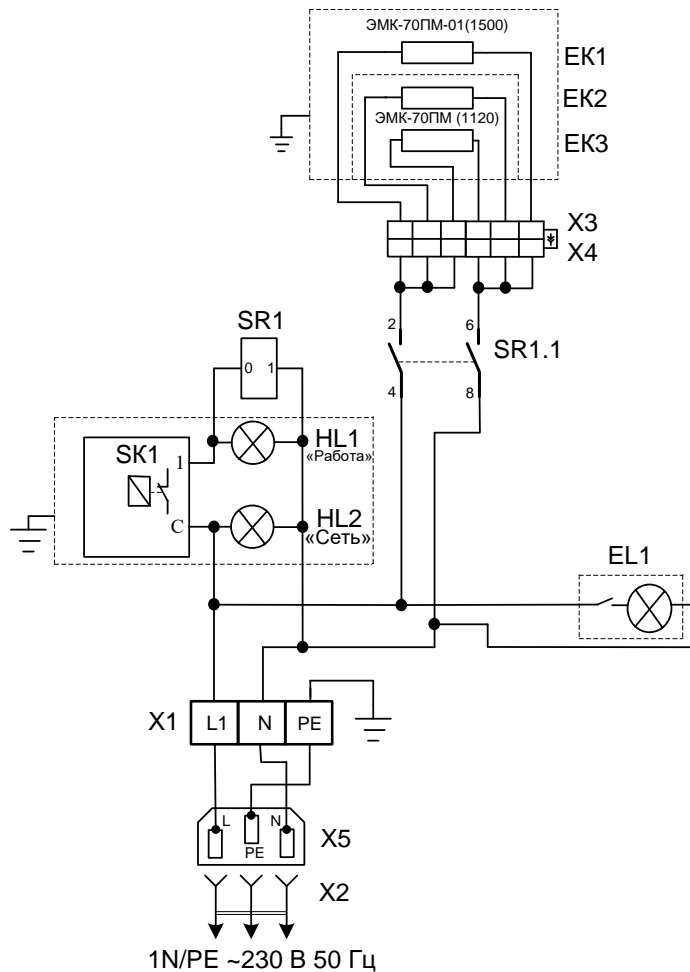 ЭМК-70ПМ-01(1500)
EK1
EK2
ЭМК-70ПМ (1120)
EK3
X3
X4
SR1
2
6
SR1.1
0 1
4
8
SK1
1
HL1
«Работа»
C
HL2
«Сеть»
EL1
X1
L1
N
PE
L
N
PE
X5
X2
1N/PE ~230 В 50 Гц